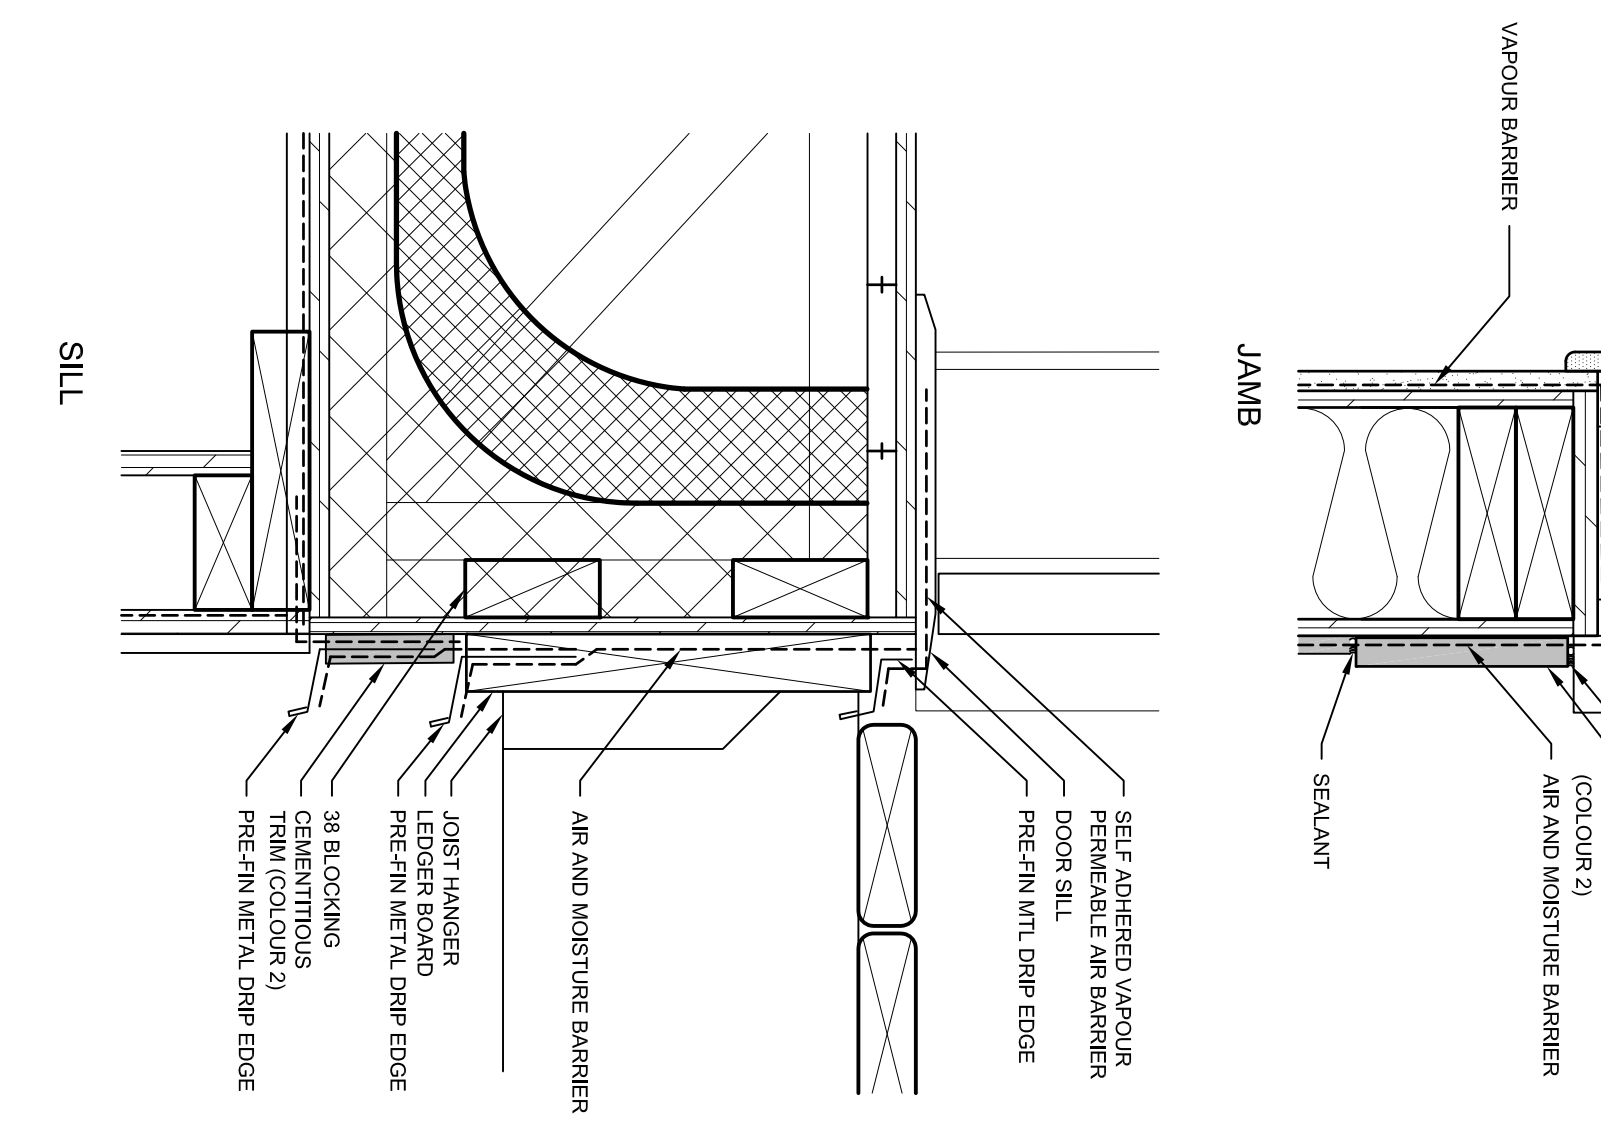 VAPOUR BARRIER
(COLOUR 2)
AIR AND MOISTURE BARRIER
SEALANT
JAMB
SELF ADHERED VAPOUR
PERMEABLE AIR BARRIER
DOOR SILL
PRE-FIN MTL DRIP EDGE
AIR AND MOISTURE BARRIER
JOIST HANGER
LEDGER BOARD
PRE-FIN METAL DRIP EDGE
38 BLOCKING
CEMENTITIOUS
TRIM (COLOUR 2)
PRE-FIN METAL DRIP EDGE
SILL